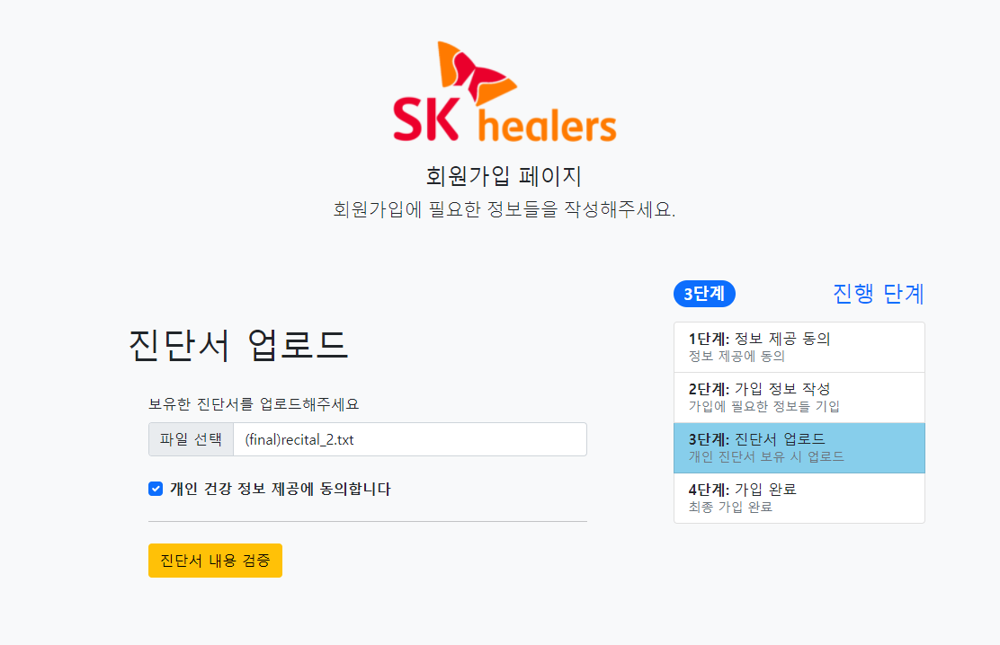 SK healers
회원가입 페이지
회원가입에 필요한 정보들을 작성해주세요.
3단계
진행 단계
진단서 업로드
보유한 진단서를 업로드해주세요
파일 선택
(final)recital_2.txt
개인 건강 정보 제공에 동의합니다
진단서 내용 검증
1단계: 정보 제공 동의
정보 제공에 동의
2단계: 가입 정보 작성
가입에 필요한 정보들 기입
3단계: 진단서 업로드
개인 진단서 보유 시 업로드
4단계: 가입 완료
최종 가입 완료